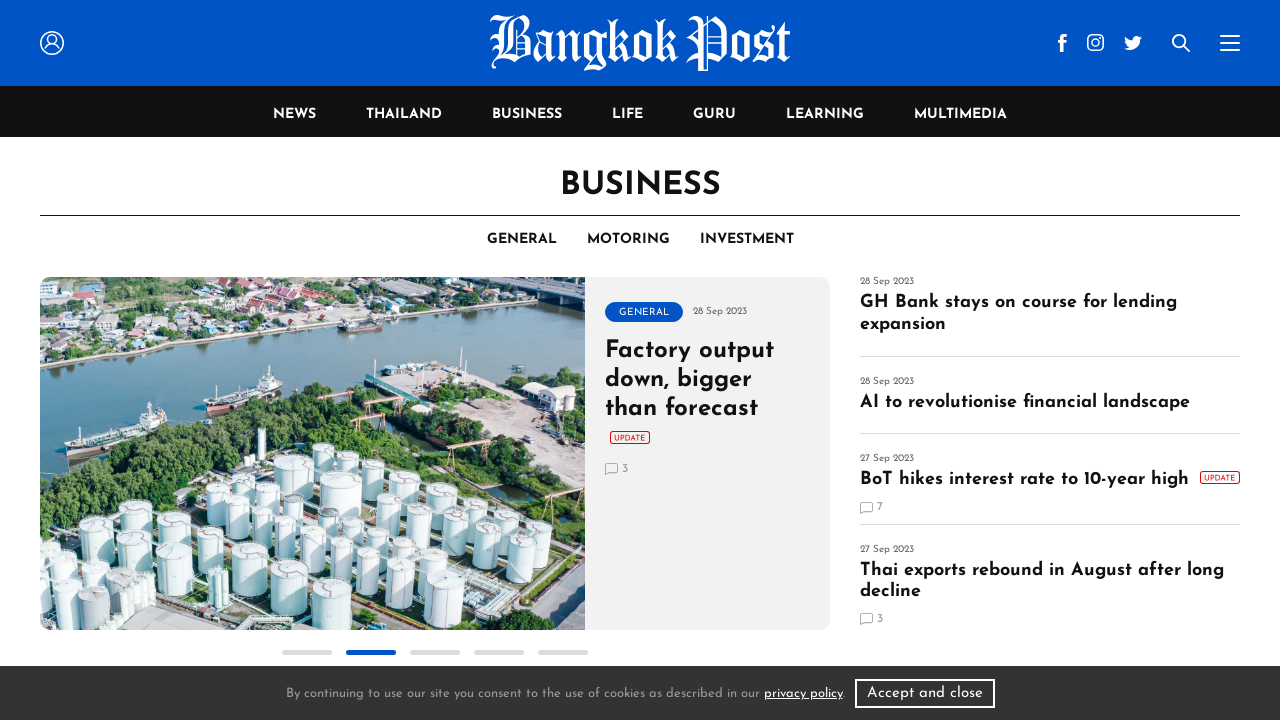 Bangkok Post
NEWS
THAILAND
BUSINESS
LIFE
GURU
LEARNING
MULTIMEDIA
BUSINESS
GENERAL
MOTORING
INVESTMENT
GENERAL
28 Sep 2023
Factory output
down, bigger
than forecast
UPDATE
3
28 Sep 2023
GH Bank stays on course for lending
expansion
28 Sep 2023
AI to revolutionise financial landscape
27 Sep 2023
BoT hikes interest rate to 10-year high UPDATE
7
27 Sep 2023
Thai exports rebound in August after long
decline
3
By continuing to use our site you consent to the use of cookies as described in our privacy policy. Accept and close